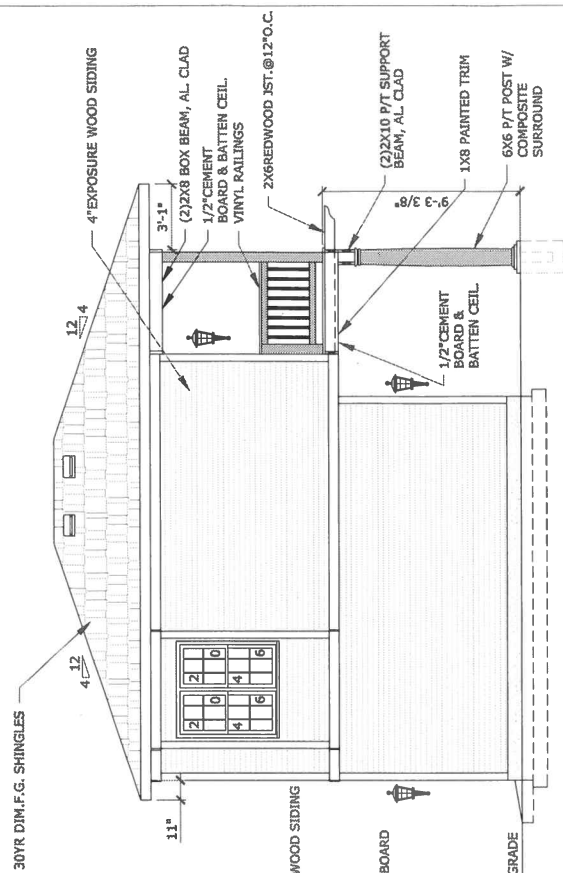 30YR DIM.F.G. SHINGLES
12
4
12
4
4"EXPOSURE WOOD SIDING
3'-1"
(2)2X8 BOX BEAM, AL. CLAD
1/2"CEMENT
BOARD & BATTEN CEIL.
VINYL RAILINGS
2X6REDWOOD JST.@12"O.C.
(2)2X10 P/T SUPPORT
BEAM, AL. CLAD
1X8 PAINTED TRIM
6X6 P/T POST W/
COMPOSITE
SURROUND
9'-3 3/8"
1/2"CEMENT
BOARD &
BATTEN CEIL.
2 0
4 6
2 0
4 6
11"
WOOD SIDING
BOARD
GRADE